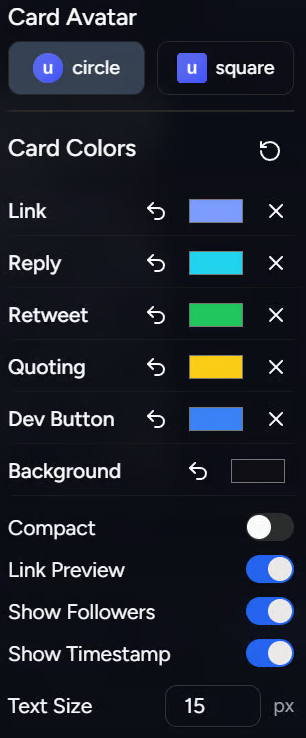 Card Avatar
u circle u square
Card Colors
Link
Reply
Retweet
Quoting
Dev Button
Background
Compact
Link Preview
Show Followers
Show Timestamp
Text Size 15 px